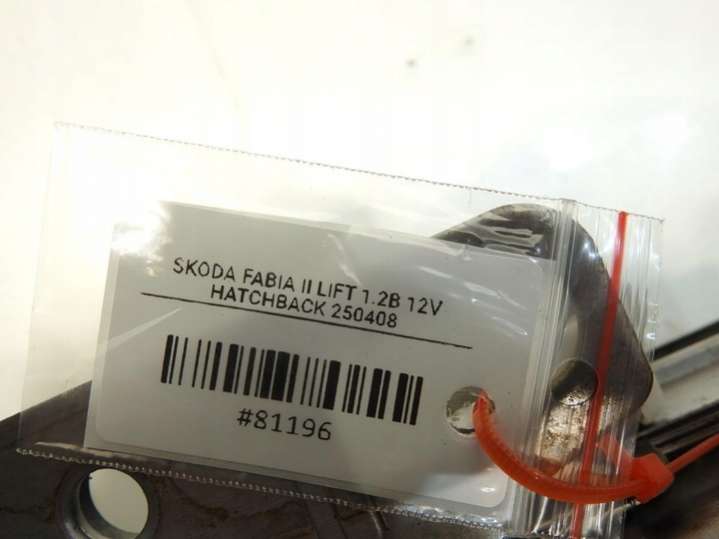 SKODA FABIA II LIFT 1.2B 12V
HATCHBACK 250408
#81196